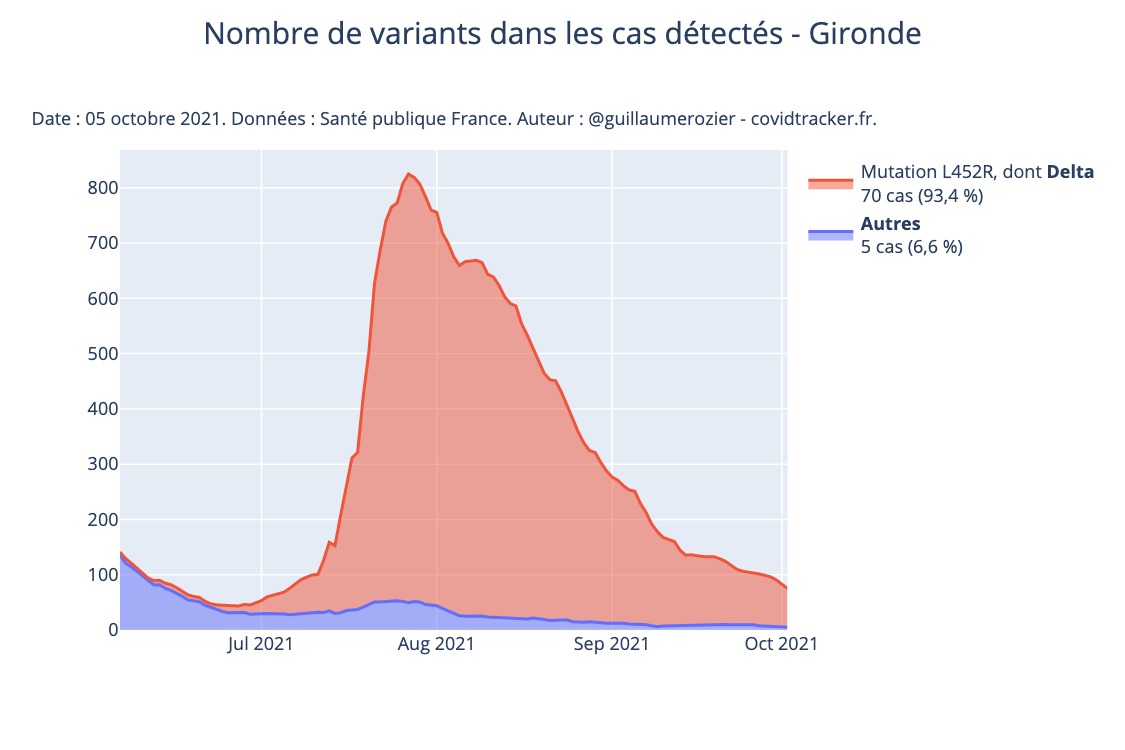 Nombre de variants dans les cas détectés - Gironde
Date : 05 octobre 2021. Données : Santé publique France. Auteur : @guillaumerozier - covidtracker.fr.
Mutation L452R, dont Delta
70 cas (93,4 %)
Autres
5 cas (6,6 %)
800
700
600
500
400
300
200
100
0
Jul 2021 Aug 2021 Sep 2021 Oct 2021